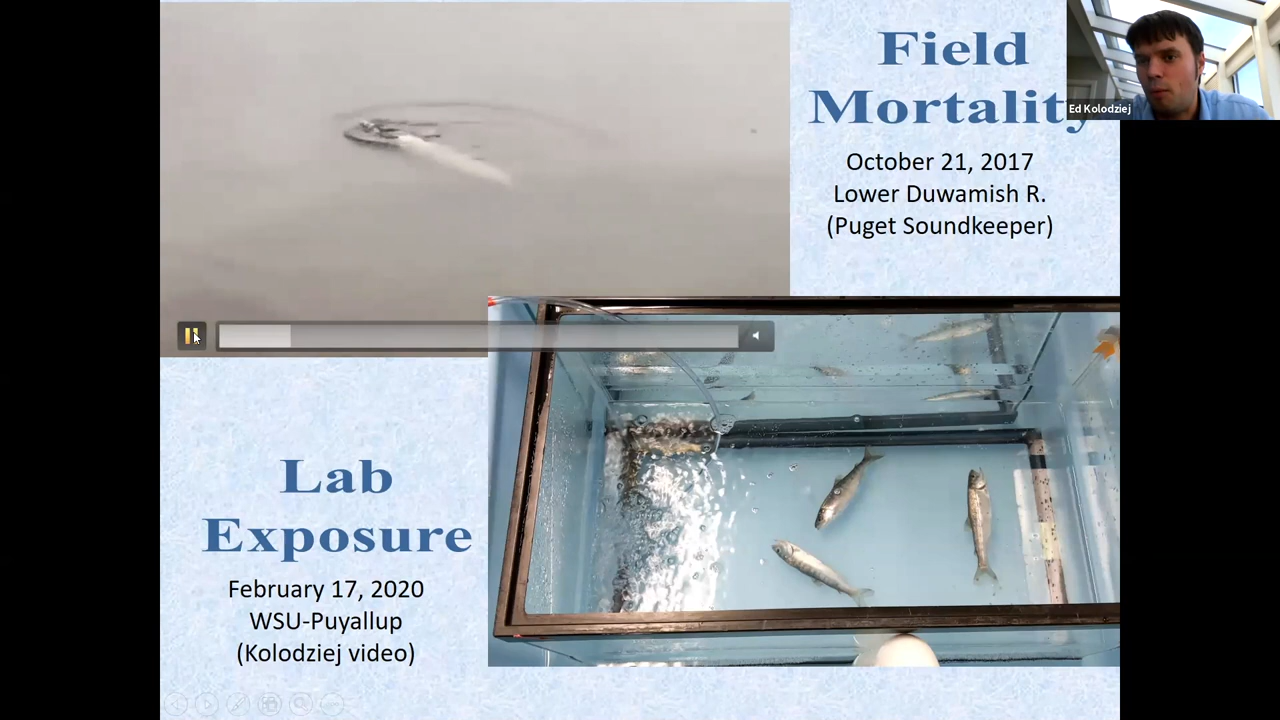 Field
Mortality
October 21, 2017
Lower Duwamish R.
(Puget Soundkeeper)
Ed Kolodziej
Lab
Exposure
February 17, 2020
WSU-Puyallup
(Kolodziej video)